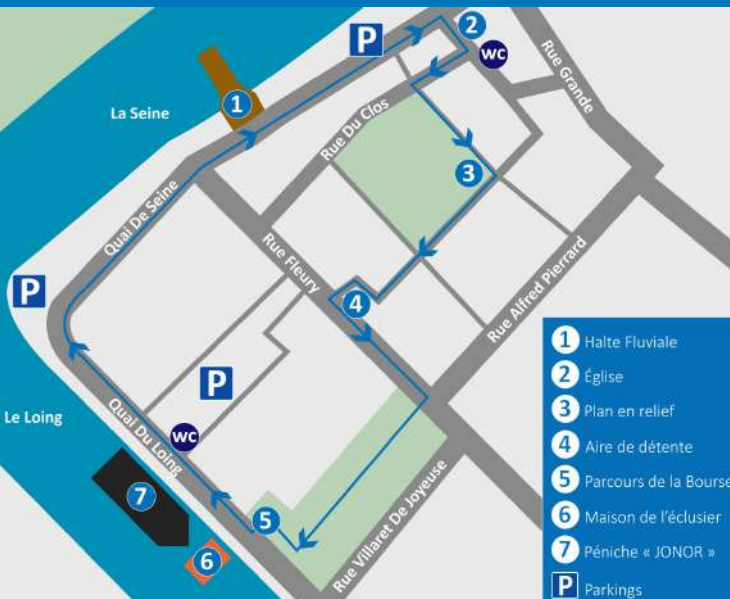 P
2
WC
Rue Grande
La Seine
1
Rue Du Clos
3
Quai De Seine
Rue Fleury
P
4
Rue Alfred Pierrard
P
Le Loing
Quai Du Loing
WC
7
5
6
Rue Villaret De Joyeuse
1 Halte Fluviale
2 Église
3 Plan en relief
4 Aire de détente
5 Parcours de la Bourse
6 Maison de l'éclusier
7 Péniche « JONOR »
P Parkings